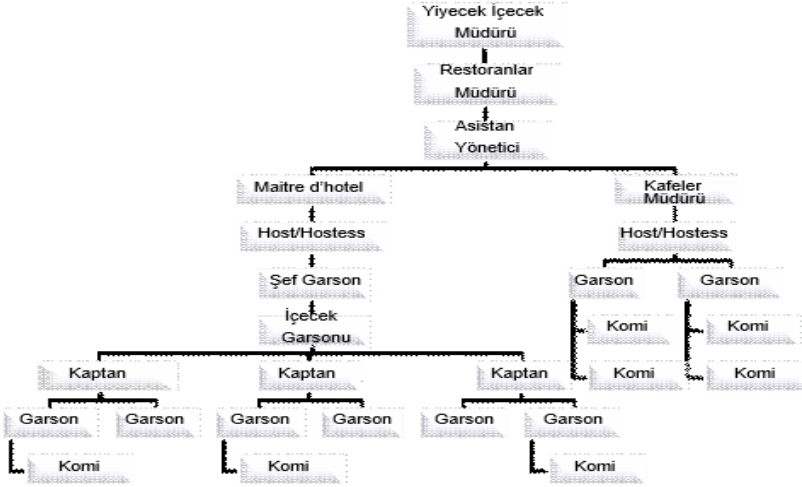 Yiyecek İçecek
Müdürü
Restoranlar
Müdürü
Asistan
Yönetici
Maitre d'hotel
Kafeler
Müdürü
Host/Hostess
Host/Hostess
Şef Garson
Garson
Garson
İçecek
Garsonu
Komi
Komi
Kaptan
Kaptan
Kaptan
Komi
Komi
Garson
Garson
Garson
Garson
Garson
Garson
Komi
Komi
Komi